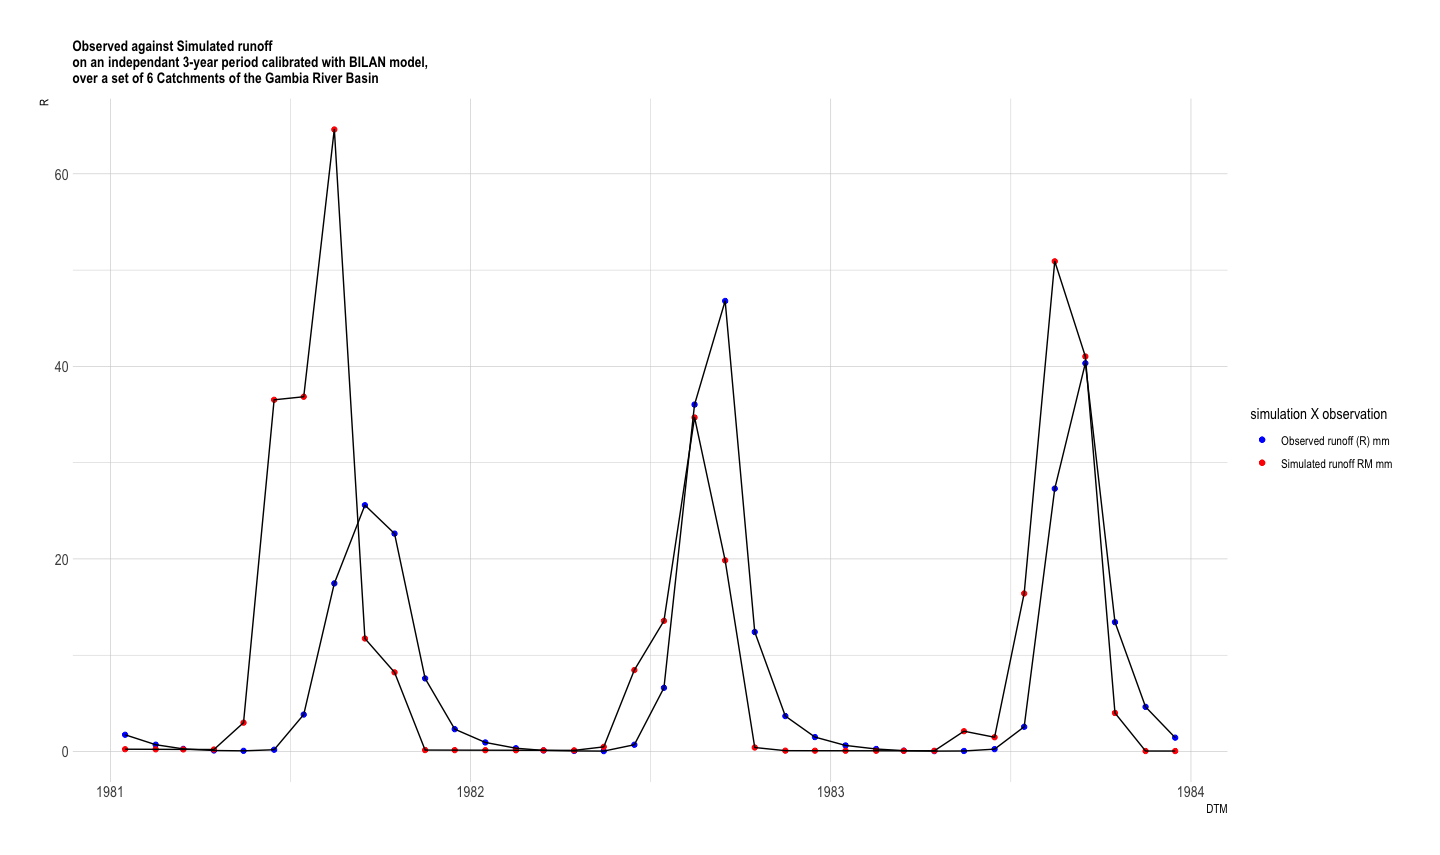 Observed against Simulated runoff
on an independant 3-year period calibrated with BILAN model,
over a set of 6 Catchments of the Gambia River Basin
R
60
40
20
0
1981
1982
1983
1984
DTM
simulation X observation
Observed runoff (R) mm
Simulated runoff RM mm